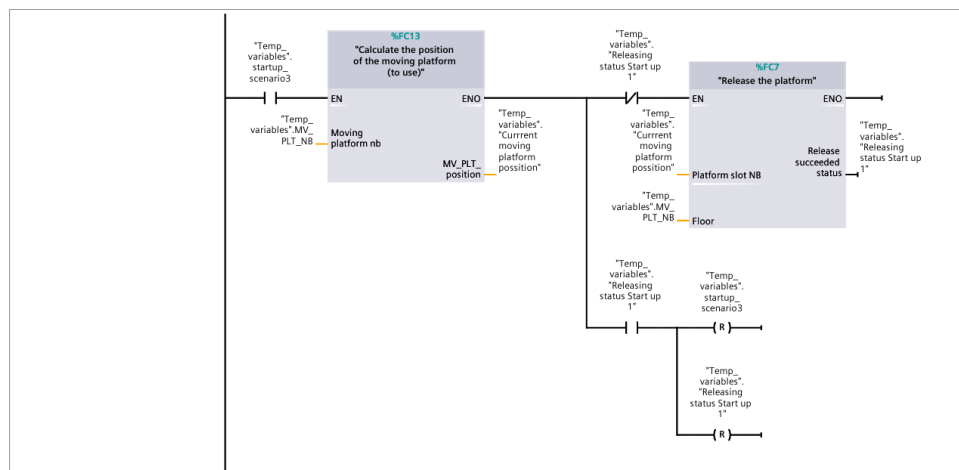 "Temp_
variables".
startup_
scenario3
%FC13
"Calculate the position
of the moving platform
(to use)"
EN
ENO
"Temp_
variables".MV_
PLT_NB
Moving
platform nb
MV_PLT_
position
"Temp_
variables".
"Currrent
moving
platform
possition"
"Temp_
variables".
"Releasing
status Start up
1"
%FC7
"Release the platform"
EN
ENO
"Temp_
variables".
"Currrent
moving
platform
possition"
Platform slot NB
"Temp_
variables".MV_
PLT_NB
Floor
Release
succeeded
status
"Temp_
variables".
"Releasing
status Start up
1"
"Temp_
variables".
"Releasing
status Start up
1"
"Temp_
variables".
startup_
scenario3
R
"Temp_
variables".
"Releasing
status Start up
1"
R